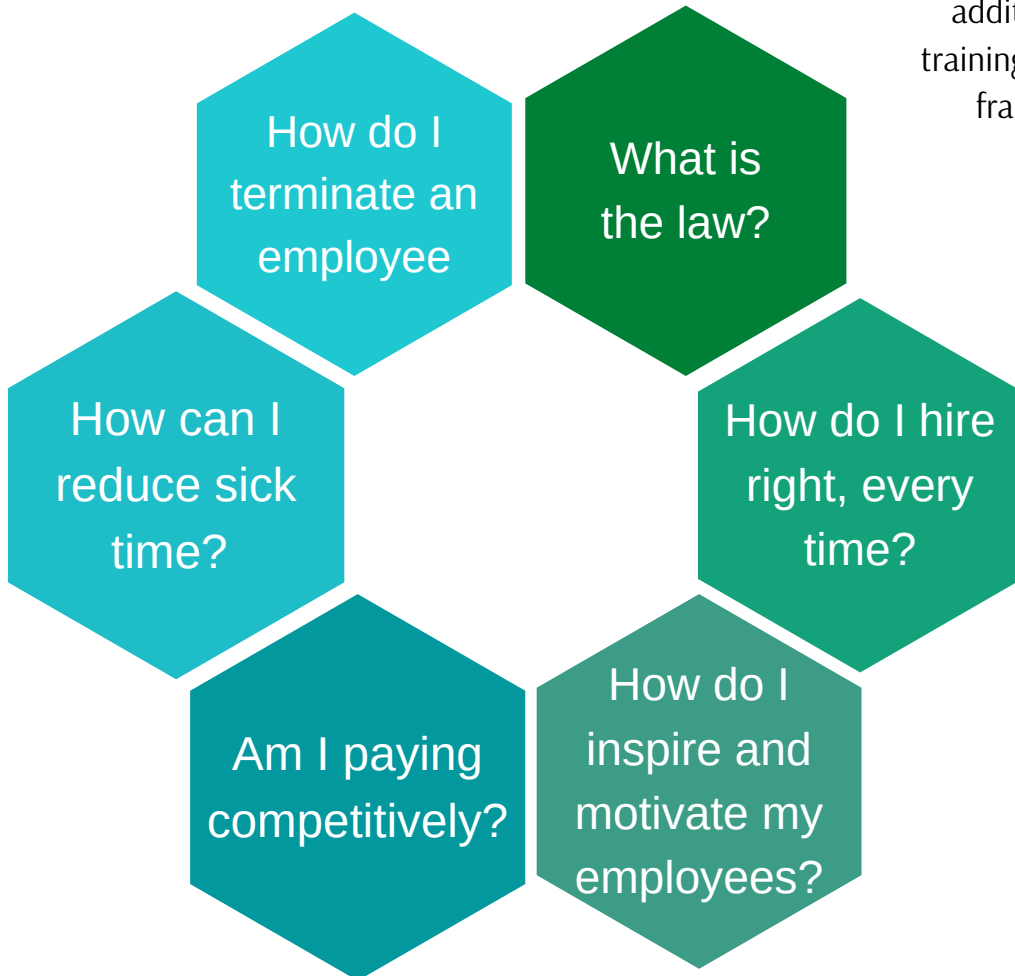 training
How do I
terminate an
employee
What is
the law?
How can I
reduce sick
time?
How do I hire
right, every
time?
Am I paying
competitively?
How do I
inspire and
motivate my
employees?